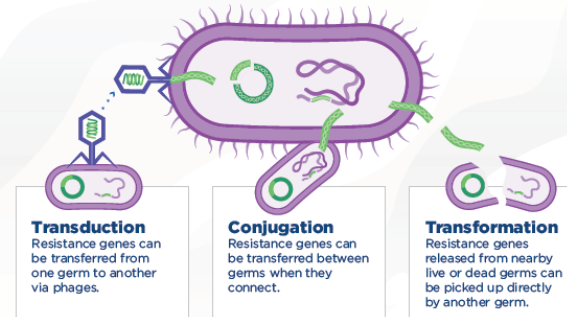 Transduction
Resistance genes can
be transferred from
one germ to another
via phages.
Conjugation
Resistance genes can
be transferred between
germs when they
connect.
Transformation
Resistance genes
released from nearby
live or dead germs can
be picked up directly
by another germ.